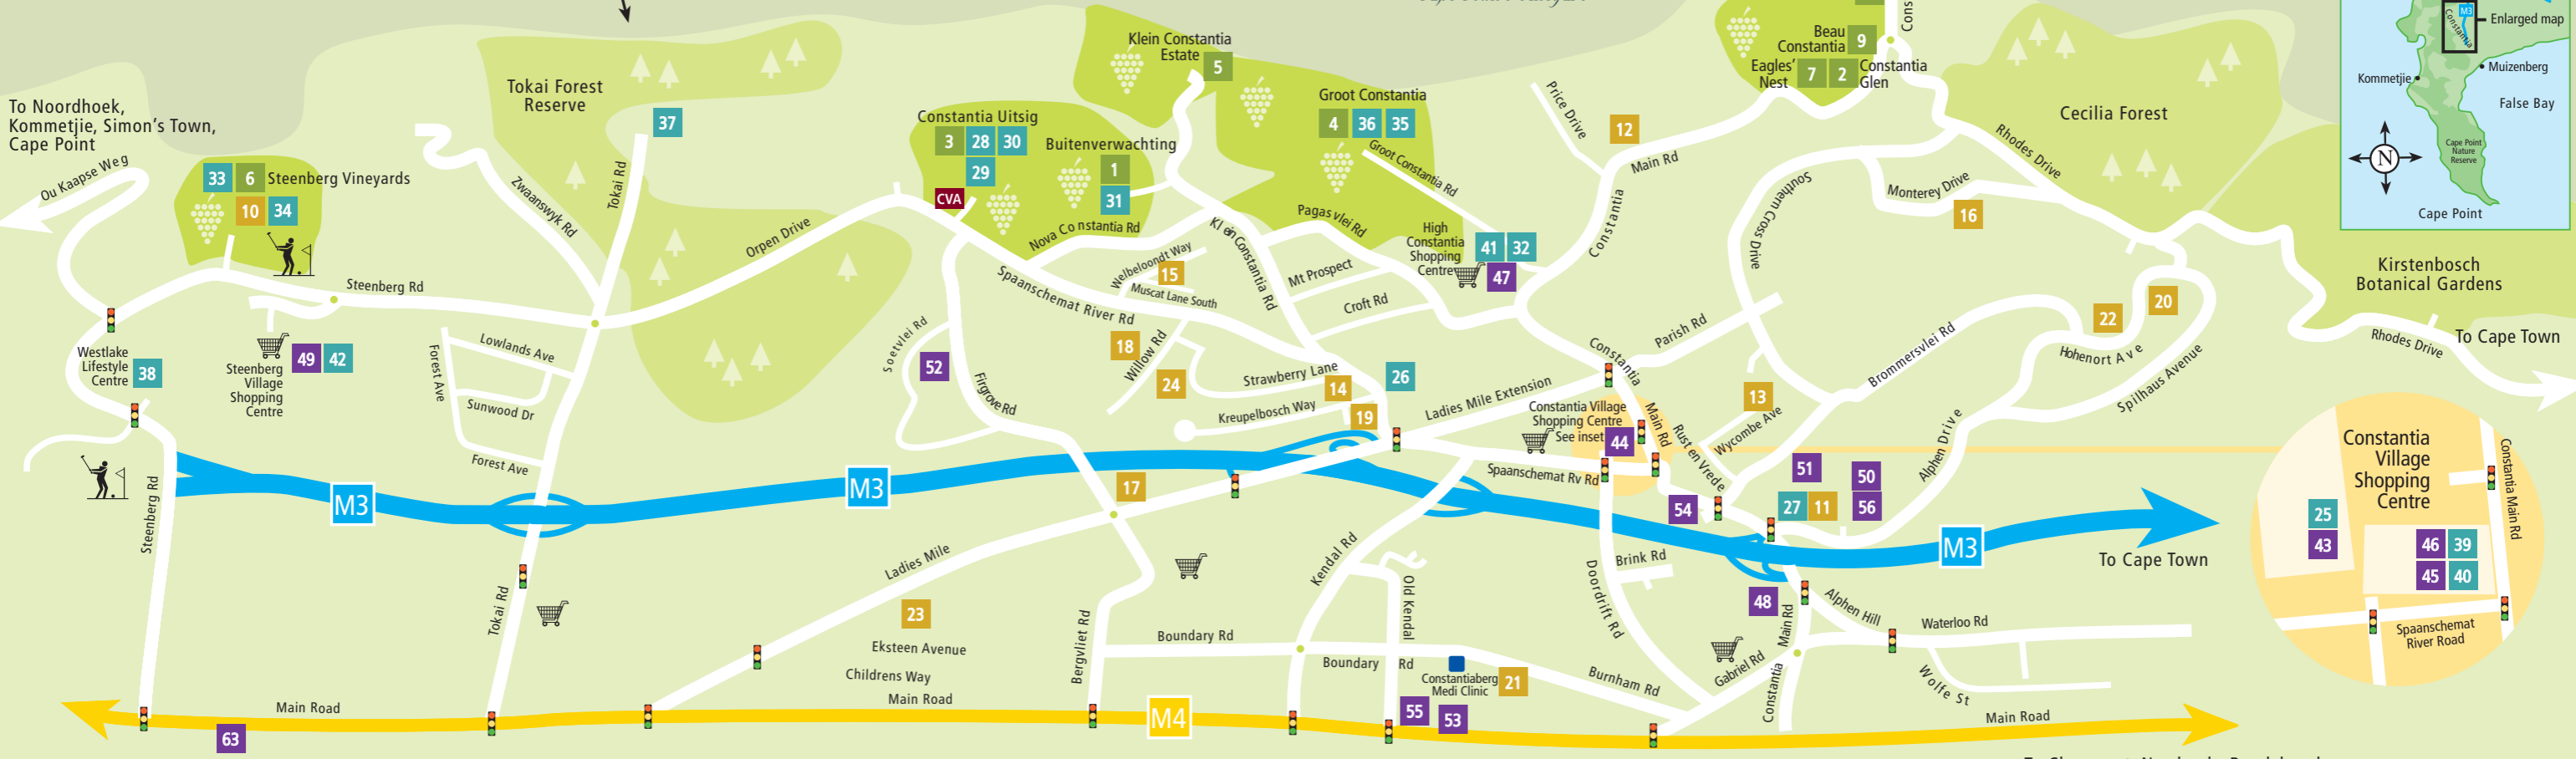 To Noordhoek,
Kommetjie, Simon's Town,
Cape Point
Ou Kaapse Weg
33 6 Steenberg Vineyards
10 34
Tokai Forest
Reserve
37
Zwaanswyk Rd
Tokai Rd
Orpen Drive
Steenberg Rd
Westlake
Lifestyle
Centre
38
49 42
Steenberg
Village
Shopping
Centre
Forest Ave
Lowlands Ave
Sunwood Dr
Forest Ave
Steenberg Rd
M3
Tokai Rd
Constantia Uitsig
3 28 30
29
CVA
Buitenverwachting
1
31
Klein Constantia
Estate
5
Groot Constantia
4 36 35
Groot Constantia Rd
Nova Constantia Rd
Klein Constantia Rd
Pagasvlei Rd
Welbeloondt Way
15
Muscat Lane South
Spaanschemat River Rd
Mt Prospect
Croft Rd
High
Constantia
Shopping
Centre
41 32
47
Soetvlei Rd
52
Firgrove Rd
18
Willow Rd
24
Strawberry Lane
14
26
Kreupelbosch Way
19
Ladies Mile Extension
M3
17
Ladies Mile
23
Eksteen Avenue
Childrens Way
Main Road
Main Road
63
M4
Bergvliet Rd
Boundary Rd
Kendal Rd
Old Kendal
Boundary Rd
Constantiaberg
Medi Clinic
21
55 53
Price Drive
12
Main Rd
Constantia
Beau
Constantia
9
Cons
Eagles'
Nest
7 2
Constantia
Glen
Southern Cross Drive
Monterey Drive
16
Rhodes Drive
Cecilia Forest
Parish Rd
Constantia
Main Rd
Constantia Village
Shopping Centre
See inset
44
Spaanschemat Rv Rd
Rusten Vrede
13
Wycombe Ave
Brommersvlei Rd
22
20
Hohenort Ave
Spilhaus Avenue
Alphen Drive
51
50
54
27 11
56
M3
To Cape Town
Brink Rd
Doordrift Rd
48
Burnham Rd
Gabriel Rd
Constantia Main Rd
Alphen Hill
Waterloo Rd
Wolfe St
Main Road
Kirstenbosch
Botanical Gardens
Rhodes Drive
To Cape Town
M3
Constantia
Enlarged map
Kommetjie
Muizenberg
False Bay
Cape Point
Nature
Reserve
N
Cape Point
Constantia
Village
Shopping
Centre
Constantia Main Rd
25
43
46 39
45 40
Spaanschemat
River Road